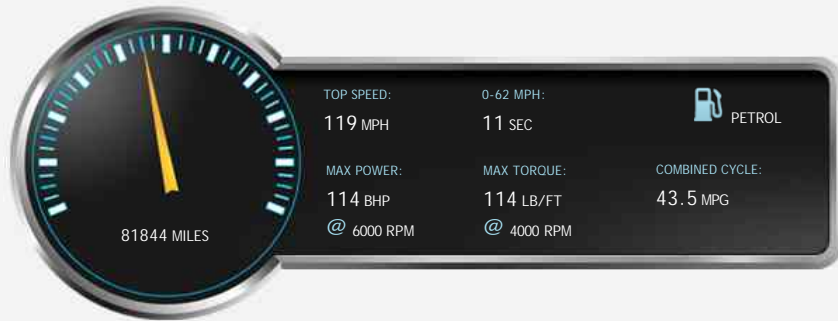 81844 MILES
TOP SPEED:
119 MPH
0-62 MPH:
11 SEC
PETROL
MAX POWER:
114 BHP
@ 6000 RPM
MAX TORQUE:
114 LB/FT
@ 4000 RPM
COMBINED CYCLE:
43.5 MPG